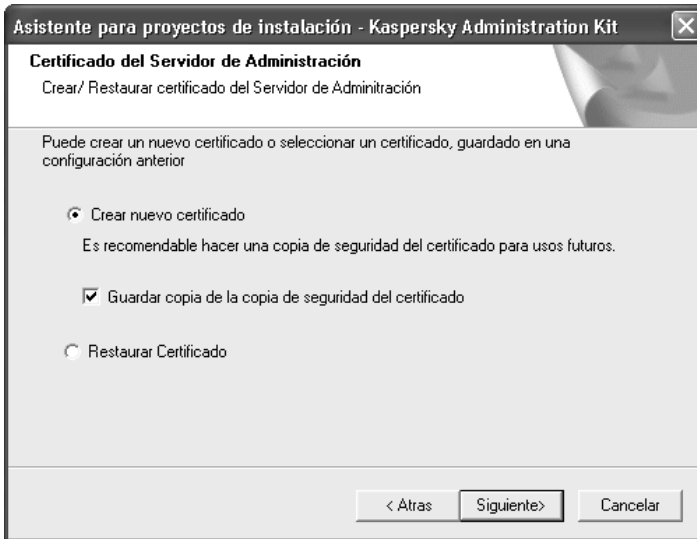 Asistente para proyectos de instalación - Kaspersky Administration Kit
Certificado del Servidor de Administración
Crear/ Restaurar certificado del Servidor de Adminitración
Puede crear un nuevo certificado o seleccionar un certificado, guardado en una
configuración anterior
Crear nuevo certificado
Es recomendable hacer una copia de seguridad del certificado para usos futuros.
Guardar copia de la copia de seguridad del certificado
Restaurar Certificado
< Atras Siguiente> Cancelar